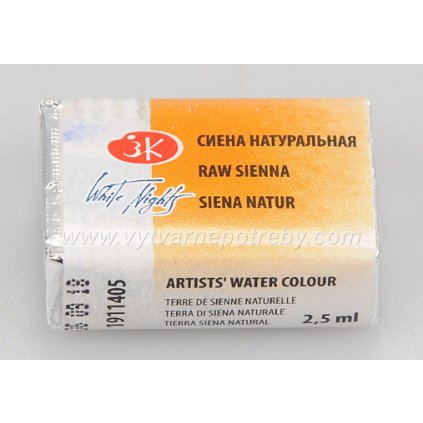 ЗК
White Nights
СИЕНА НАТУРАЛЬНАЯ
RAW SIENNA
SIENA NATUR
www.vytvarnepotreby.com
ARTISTS' WATER COLOUR
TERRE DE SIENNE NATURELLE
TERRA DI SIENA NATURALE
TIERRA SIENA NATURAL
2,5 ml
1911405